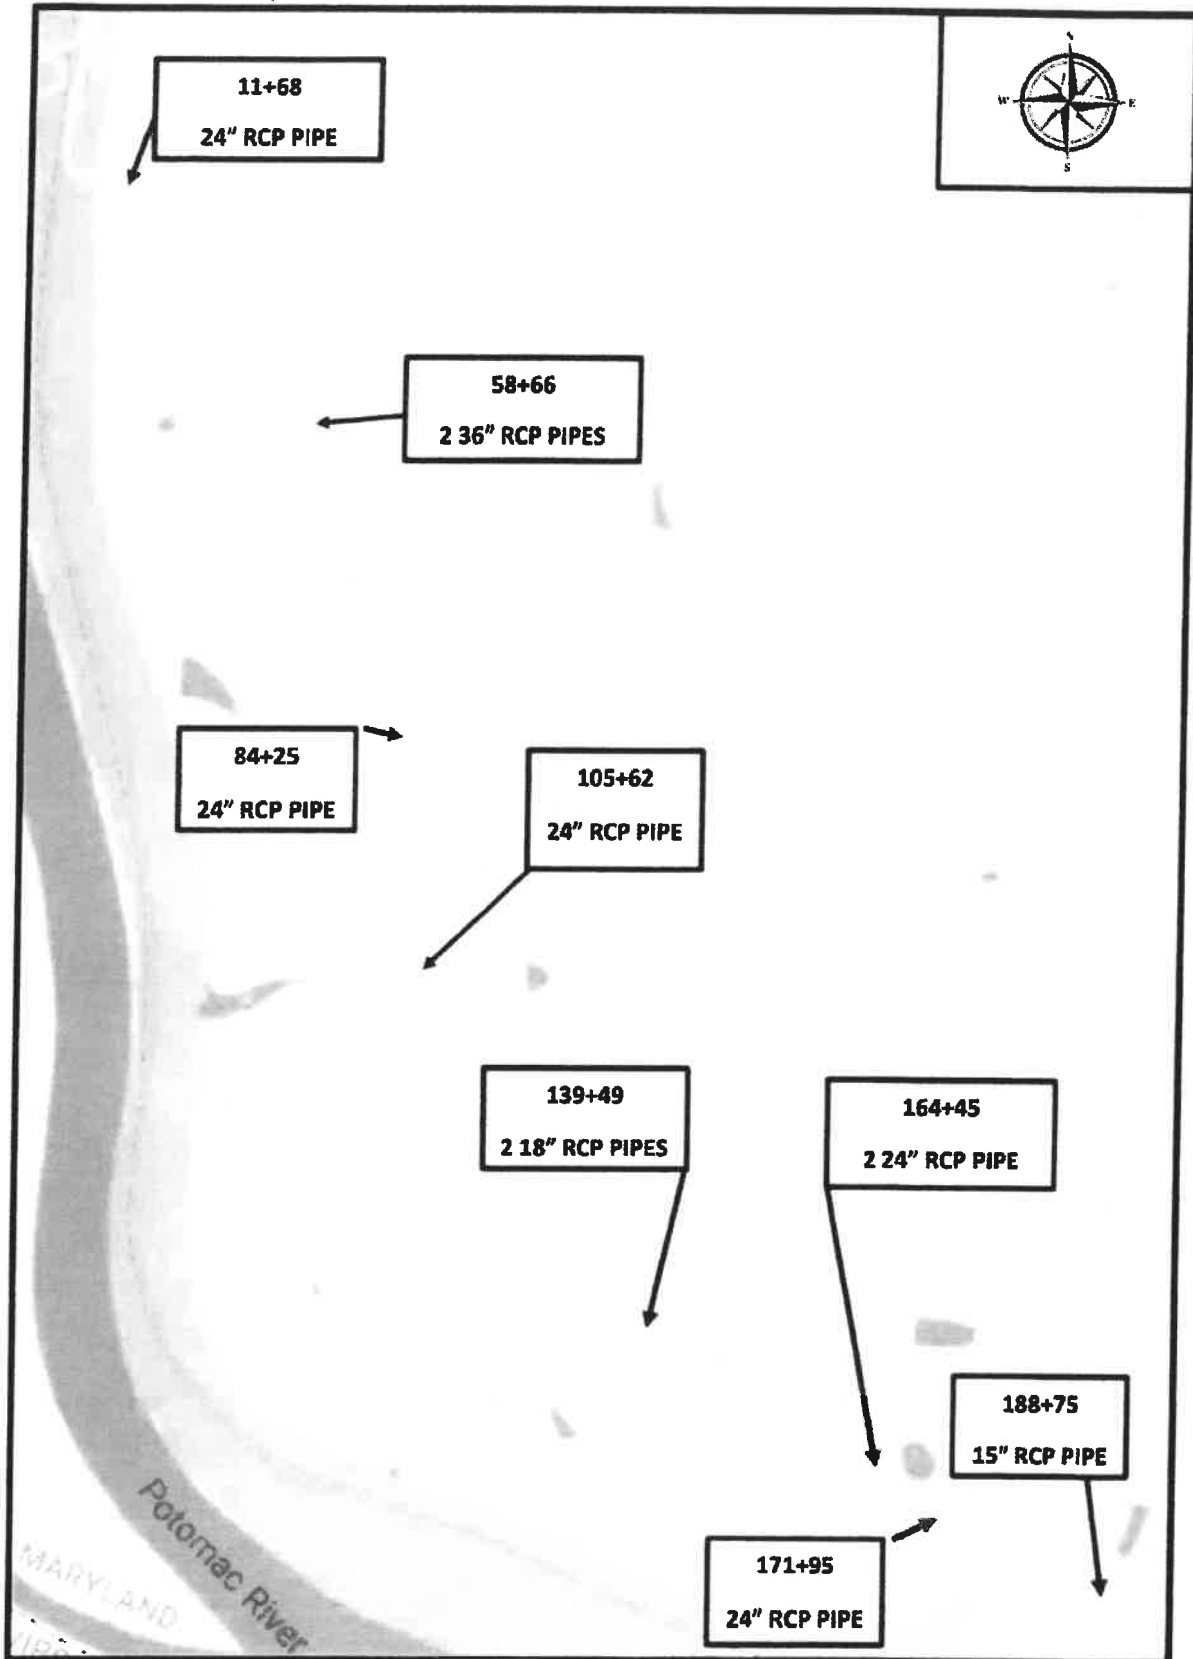 N
W
E
S
11+68
24" RCP PIPE
58+66
2 36" RCP PIPES
84+25
24" RCP PIPE
105+62
24" RCP PIPE
139+49
2 18" RCP PIPES
164+45
2 24" RCP PIPE
188+75
15" RCP PIPE
171+95
24" RCP PIPE
Potomac River
MARYLAND